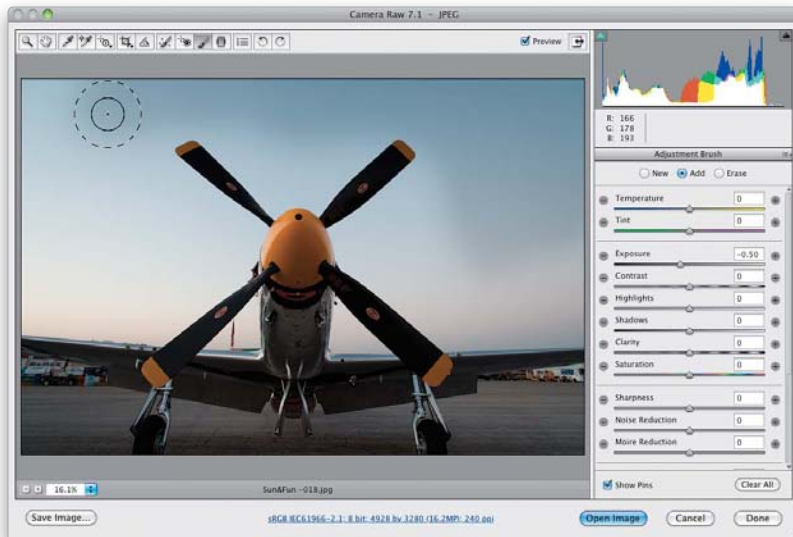 Camera Raw 7.1 – JPEG
Preview
R: 166
G: 178
B: 193
Adjustment Brush
New Add Erase
Temperature 0
Tint 0
Exposure -0.50
Contrast 0
Highlights 0
Shadows 0
Clarity 0
Saturation 0
Sharpness 0
Noise Reduction 0
Moire Reduction 0
Show Pins Clear All
16.1% Sun&Fun -018.jpg
Save Image... sRGB IEC61966-2.1; 8 bit; 4928 by 3280 (16.2MP); 240 ppi Open Image Cancel Done